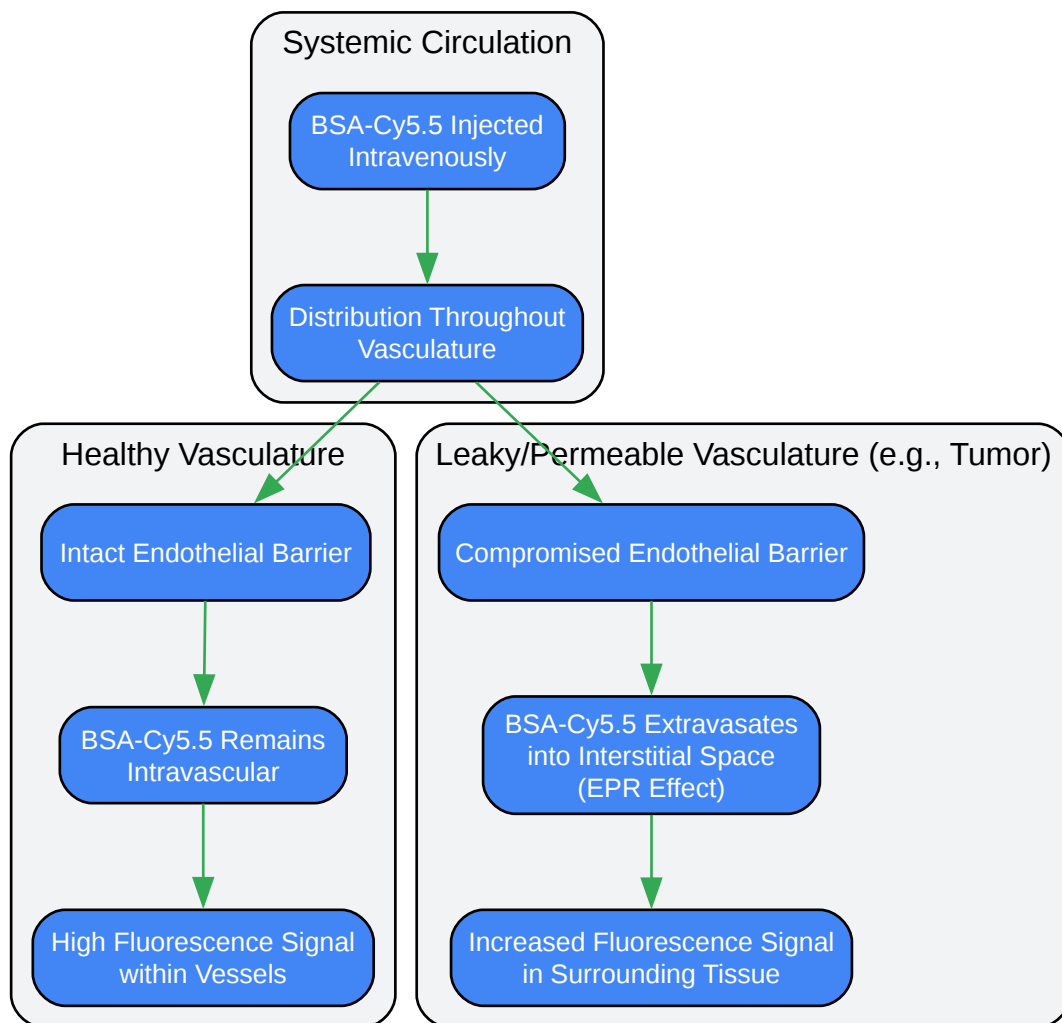 Systemic Circulation
BSA-Cy5.5 Injected
Intravenously
Distribution Throughout
Vasculature
Healthy Vasculature
Intact Endothelial Barrier
BSA-Cy5.5 Remains
Intravascular
High Fluorescence Signal
within Vessels
Leaky/Permeable Vasculature (e.g., Tumor)
Compromised Endothelial Barrier
BSA-Cy5.5 Extravasates
into Interstitial Space
(EPR Effect)
Increased Fluorescence Signal
in Surrounding Tissue